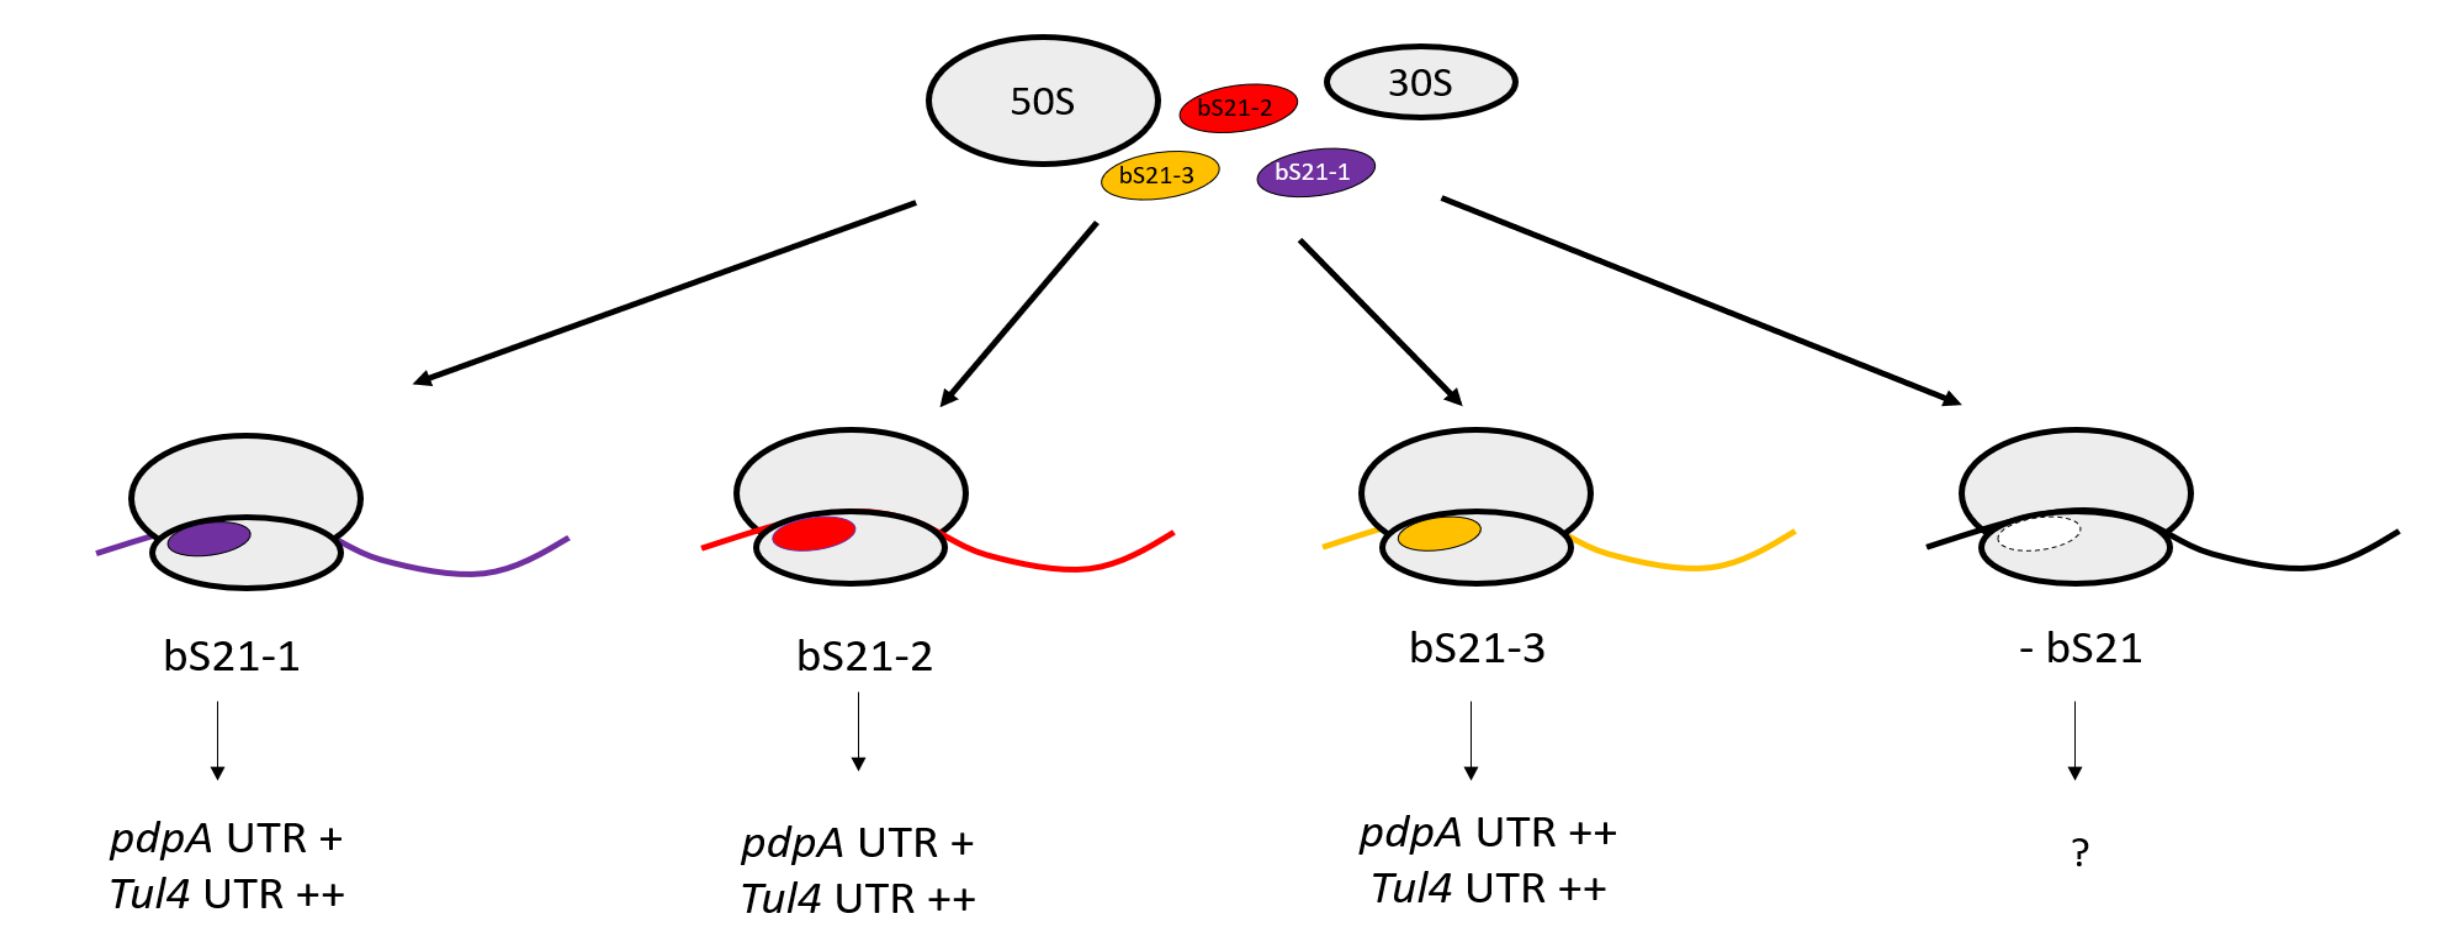 50S
30S
bS21-2
bS21-3
bS21-1
bS21-1
bS21-2
bS21-3
- bS21
pdpA UTR +
Tul4 UTR ++
pdpA UTR +
Tul4 UTR ++
pdpA UTR ++
Tul4 UTR ++
?